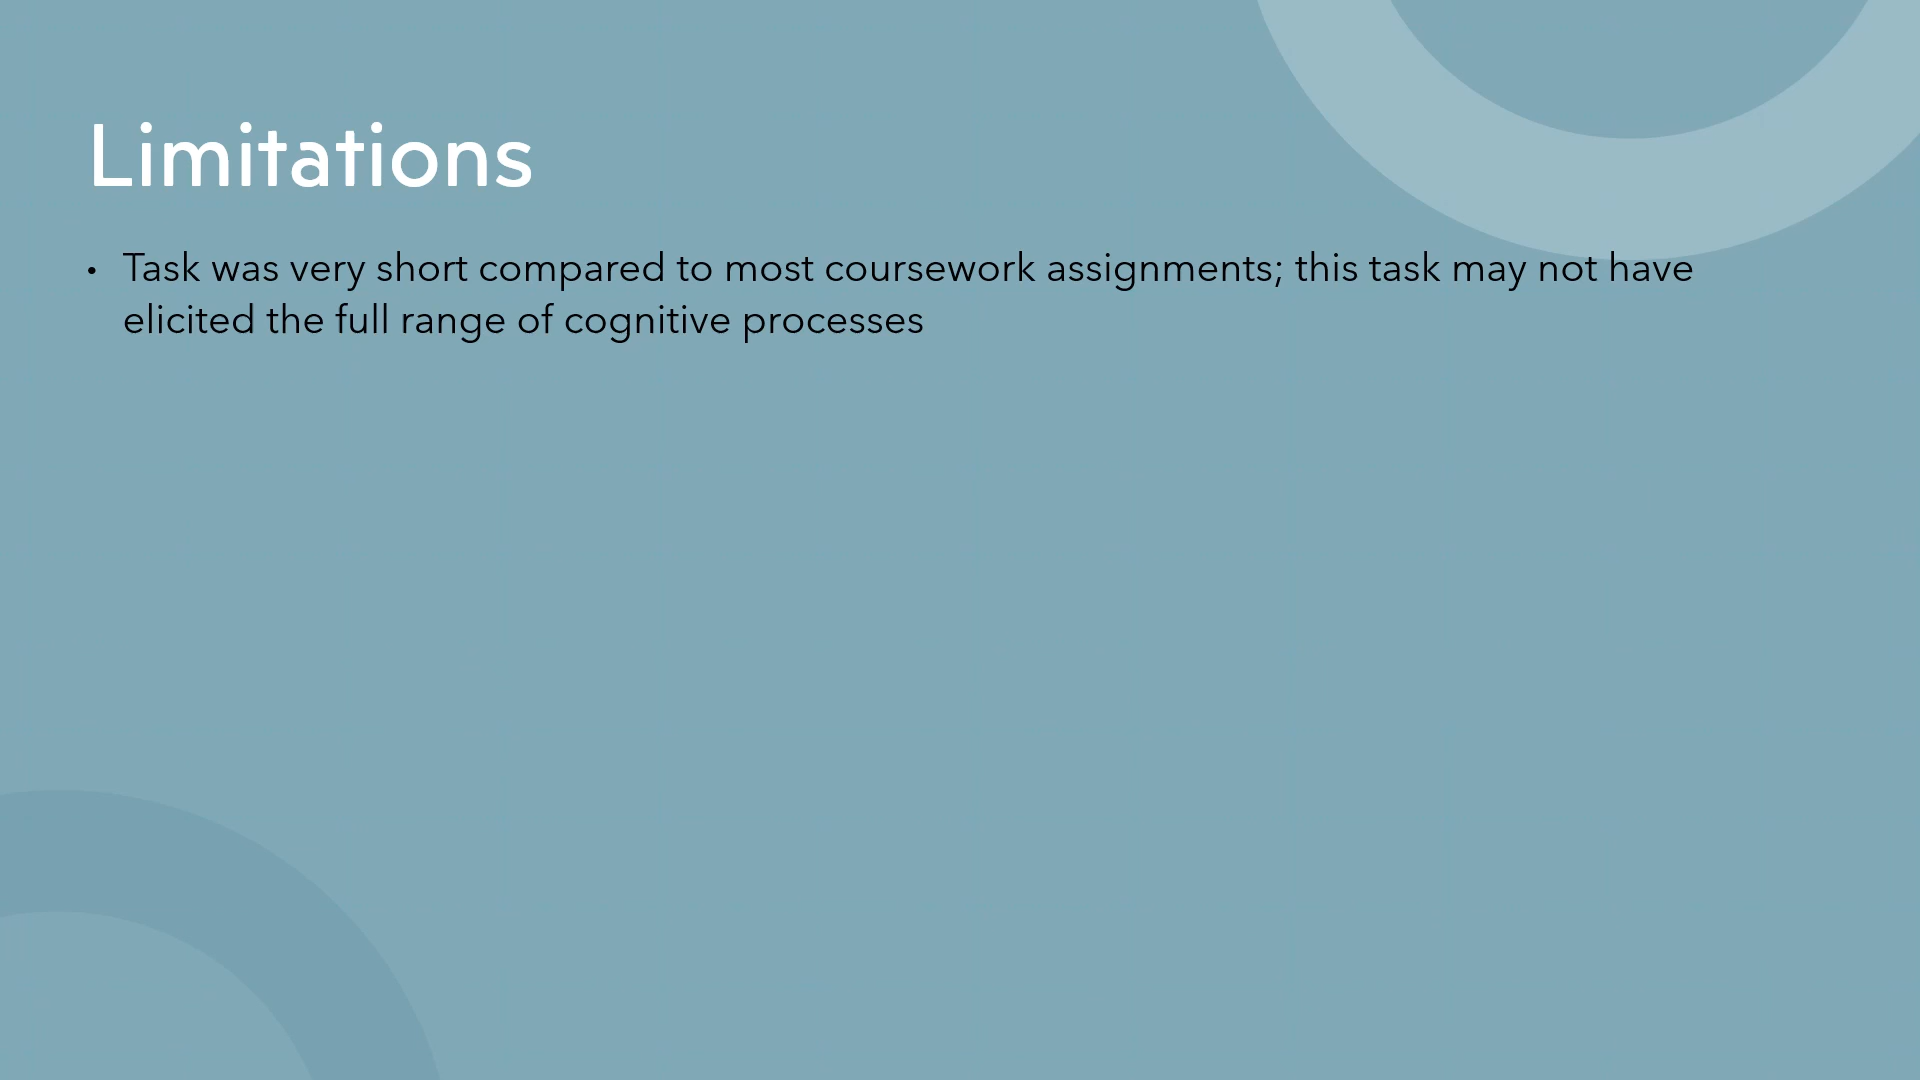 Limitations
• Task was very short compared to most coursework assignments; this task may not have
elicited the full range of cognitive processes